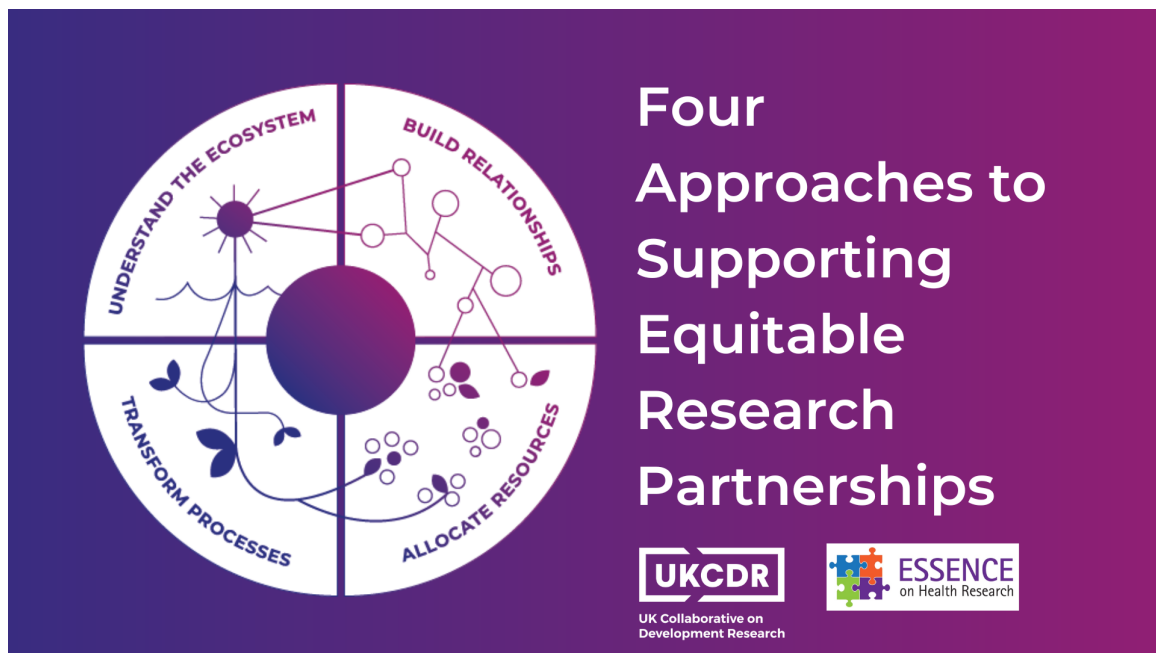 UNDERSTAND THE ECOSYSTEM
BUILD RELATIONSHIPS
TRANSFORM PROCESSES
ALLOCATE RESOURCES
Four
Approaches to
Supporting
Equitable
Research
Partnerships
UKCDR
UK Collaborative on
Development Research
ESSENCE
on Health Research